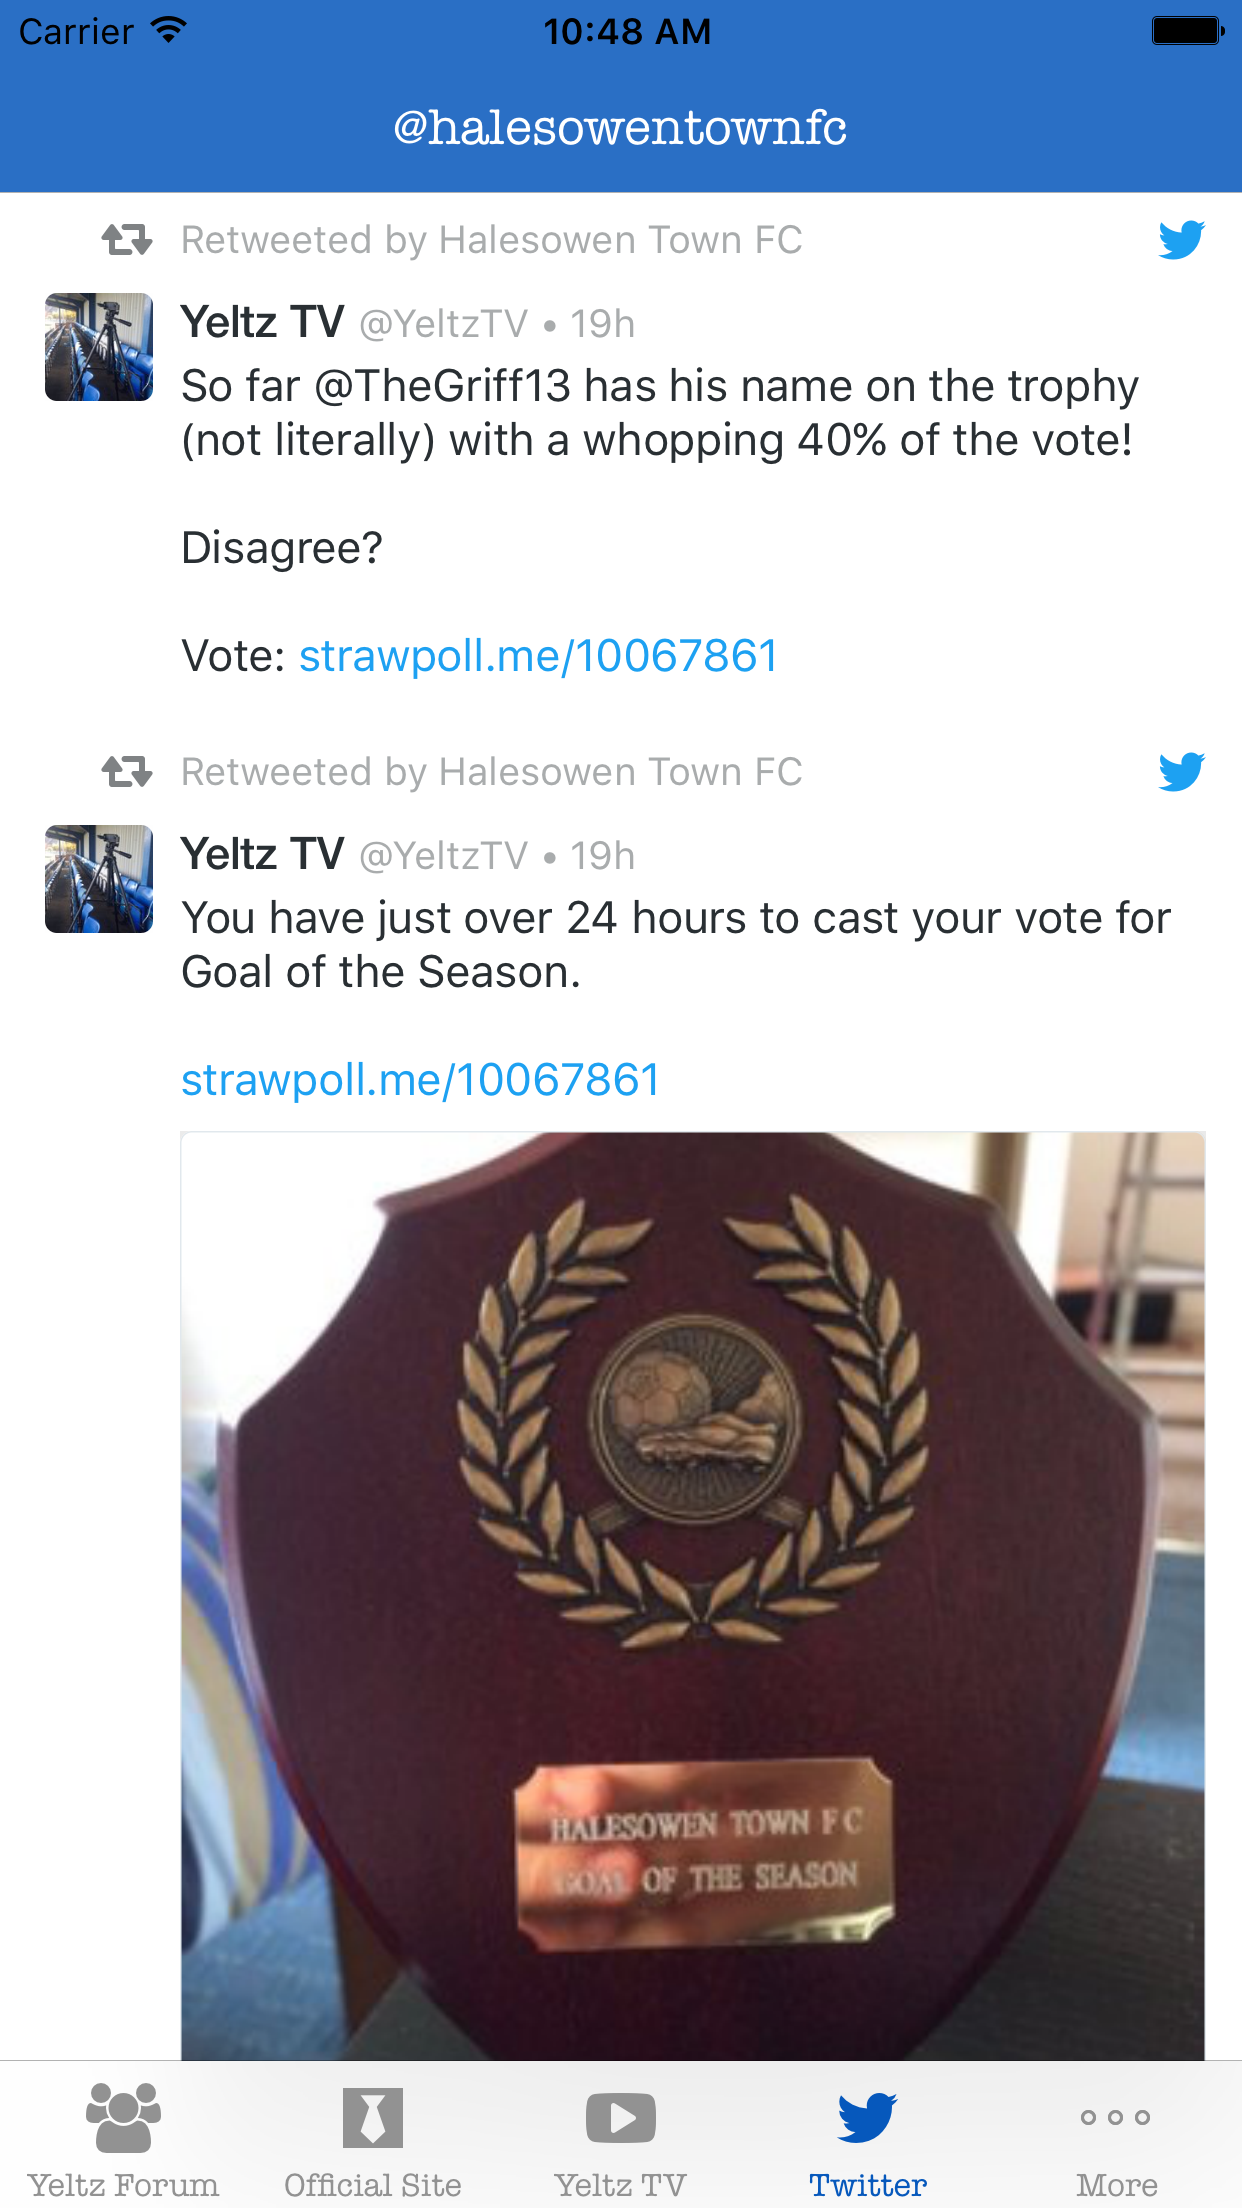 Carrier 10:48 AM
@halesowentownfc
Retweeted by Halesowen Town FC
Yeltz TV @YeltzTV • 19h
So far @TheGriff13 has his name on the trophy
(not literally) with a whopping 40% of the vote!
Disagree?
Vote: strawpoll.me/10067861
Retweeted by Halesowen Town FC
Yeltz TV @YeltzTV • 19h
You have just over 24 hours to cast your vote for
Goal of the Season.
strawpoll.me/10067861
HALESOWEN TOWN F C
GOAL OF THE SEASON
Yeltz Forum Official Site Yeltz TV Twitter More